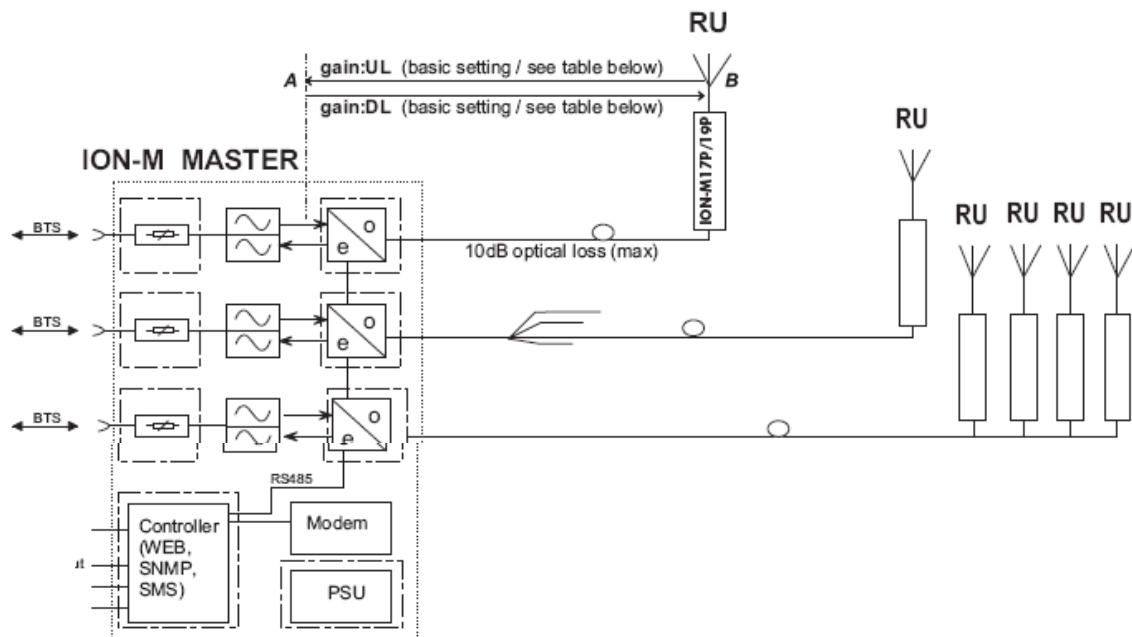 RU
A gain:UL (basic setting / see table below) B
gain:DL (basic setting / see table below)
RU
ION-M17P/19P
ION-M MASTER
RU RU RU RU
BTS
o
e
10dB optical loss (max)
BTS
o
e
BTS
o
e
RS485
Controller
(WEB,
SNMP,
SMS)
Modem
PSU